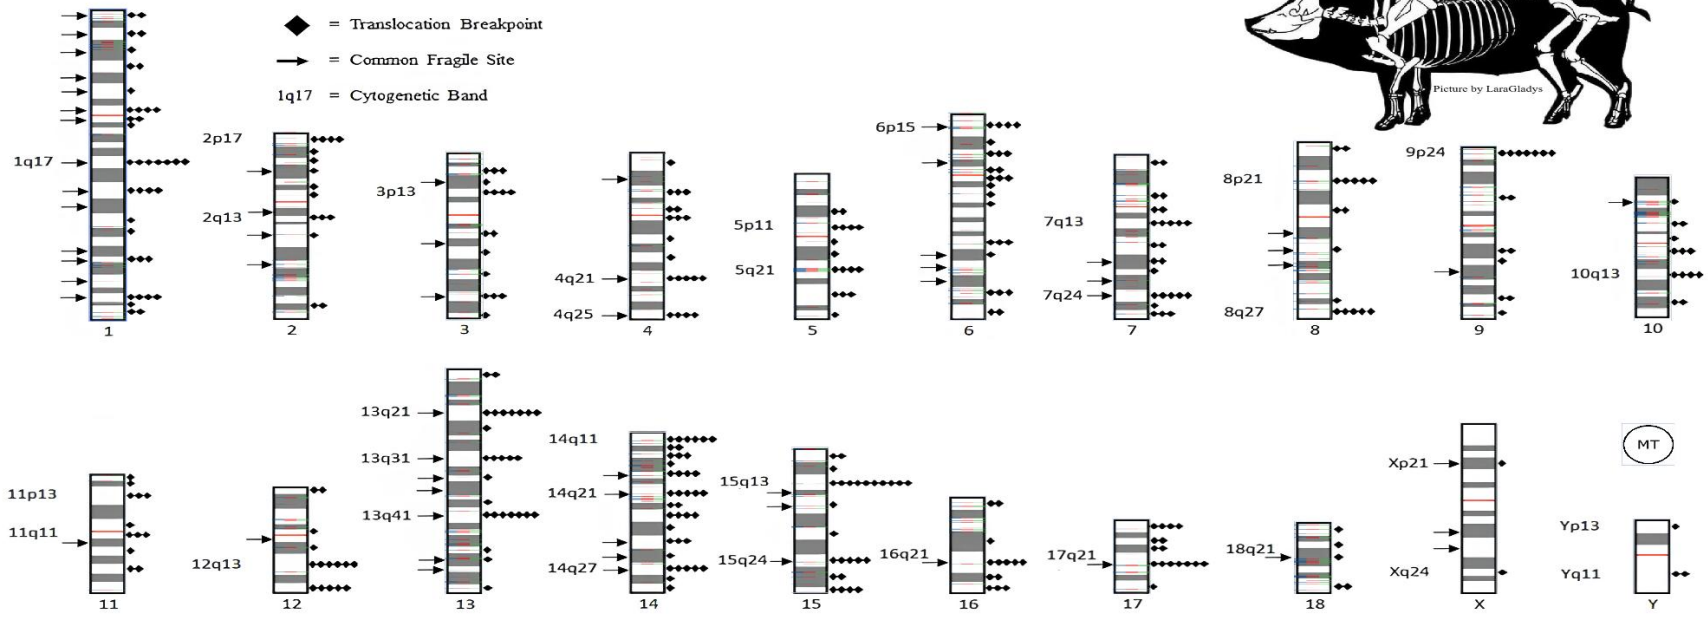 = Translocation Breakpoint
= Common Fragile Site
1q17 = Cytogenetic Band
Picture by LaraGladys
1q17
2p17
2q13
3p13
4q21
4q25
5p11
5q21
6p15
7q13
7q24
8p21
8q27
9p24
10q13
1 2 3 4 5 6 7 8 9 10
11p13
11q11
12q13
13q21
13q31
13q41
14q11
14q21
14q27
15q13
15q24
16q21
17q21
18q21
Xp21
Xq24
MT
Yp13
Yq11
11 12 13 14 15 16 17 18 X Y